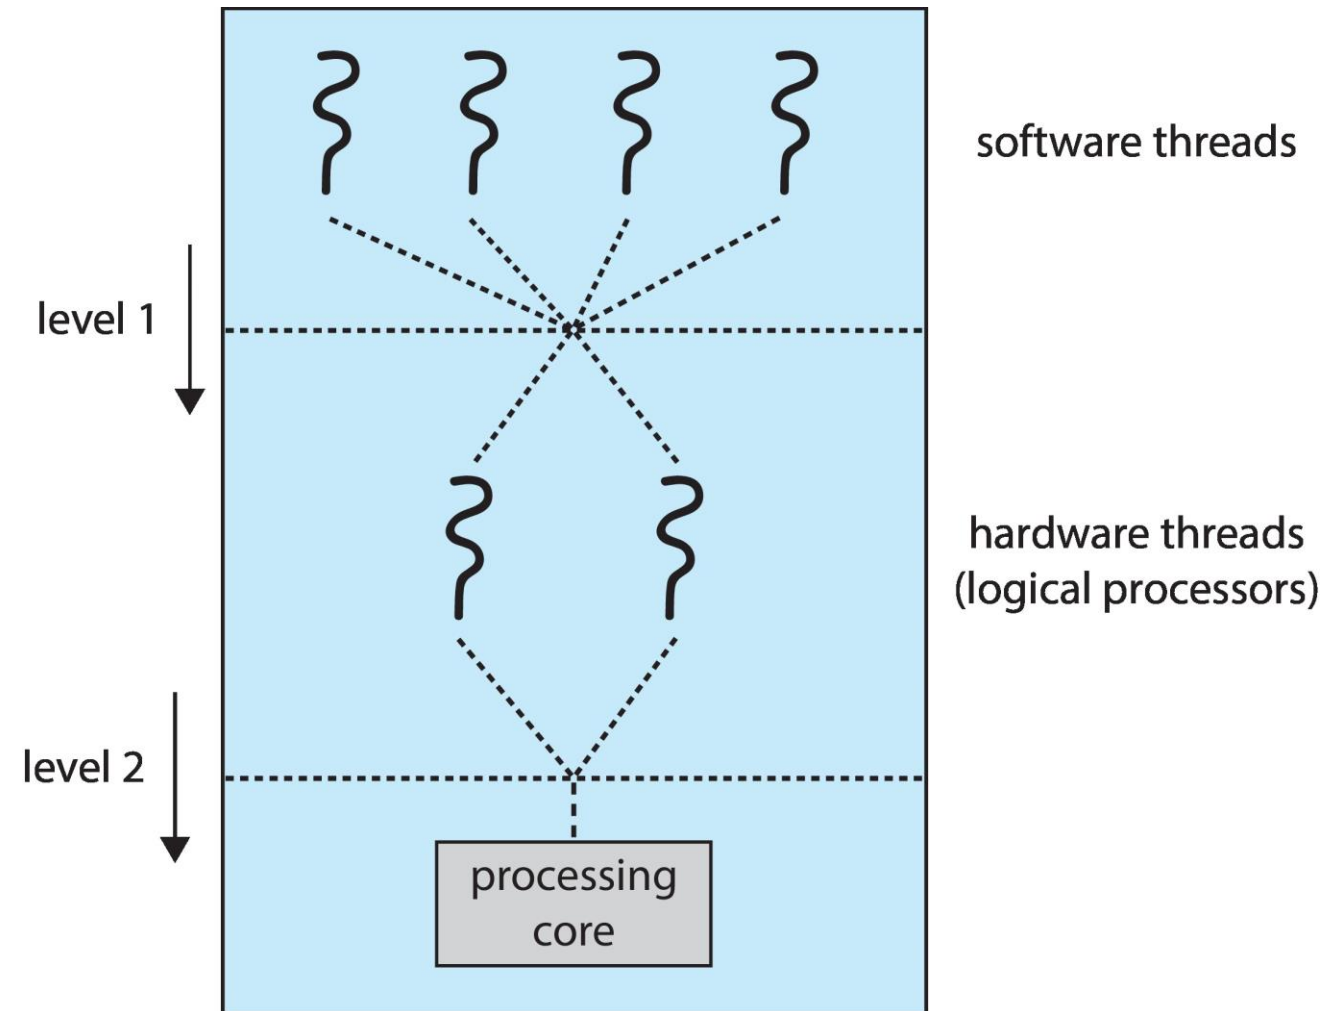 software threads
level 1
hardware threads
(logical processors)
level 2
processing
core